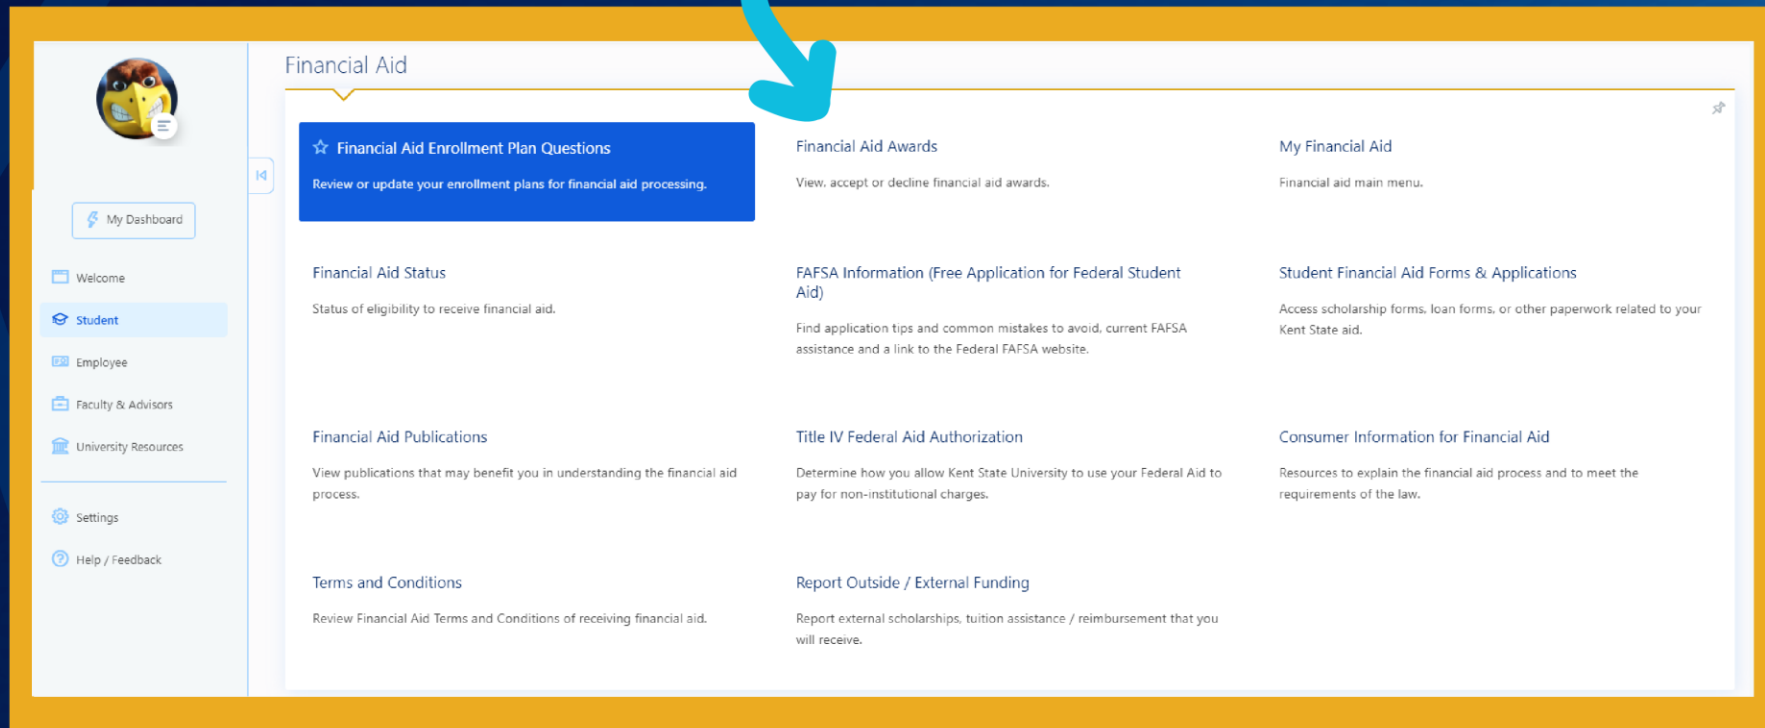 Financial Aid
My Dashboard
Welcome
Student
Employee
Faculty & Advisors
University Resources
Settings
Help / Feedback
Financial Aid Enrollment Plan Questions
Review or update your enrollment plans for financial aid processing.
Financial Aid Awards
View, accept or decline financial aid awards.
My Financial Aid
Financial aid main menu.
Financial Aid Status
Status of eligibility to receive financial aid.
FAFSA Information (Free Application for Federal Student
Aid)
Find application tips and common mistakes to avoid, current FAFSA
assistance and a link to the Federal FAFSA website.
Student Financial Aid Forms & Applications
Access scholarship forms, loan forms, or other paperwork related to your
Kent State aid.
Financial Aid Publications
View publications that may benefit you in understanding the financial aid
process.
Title IV Federal Aid Authorization
Determine how you allow Kent State University to use your Federal Aid to
pay for non-institutional charges.
Consumer Information for Financial Aid
Resources to explain the financial aid process and to meet the
requirements of the law.
Terms and Conditions
Review Financial Aid Terms and Conditions of receiving financial aid.
Report Outside / External Funding
Report external scholarships, tuition assistance / reimbursement that you
will receive.